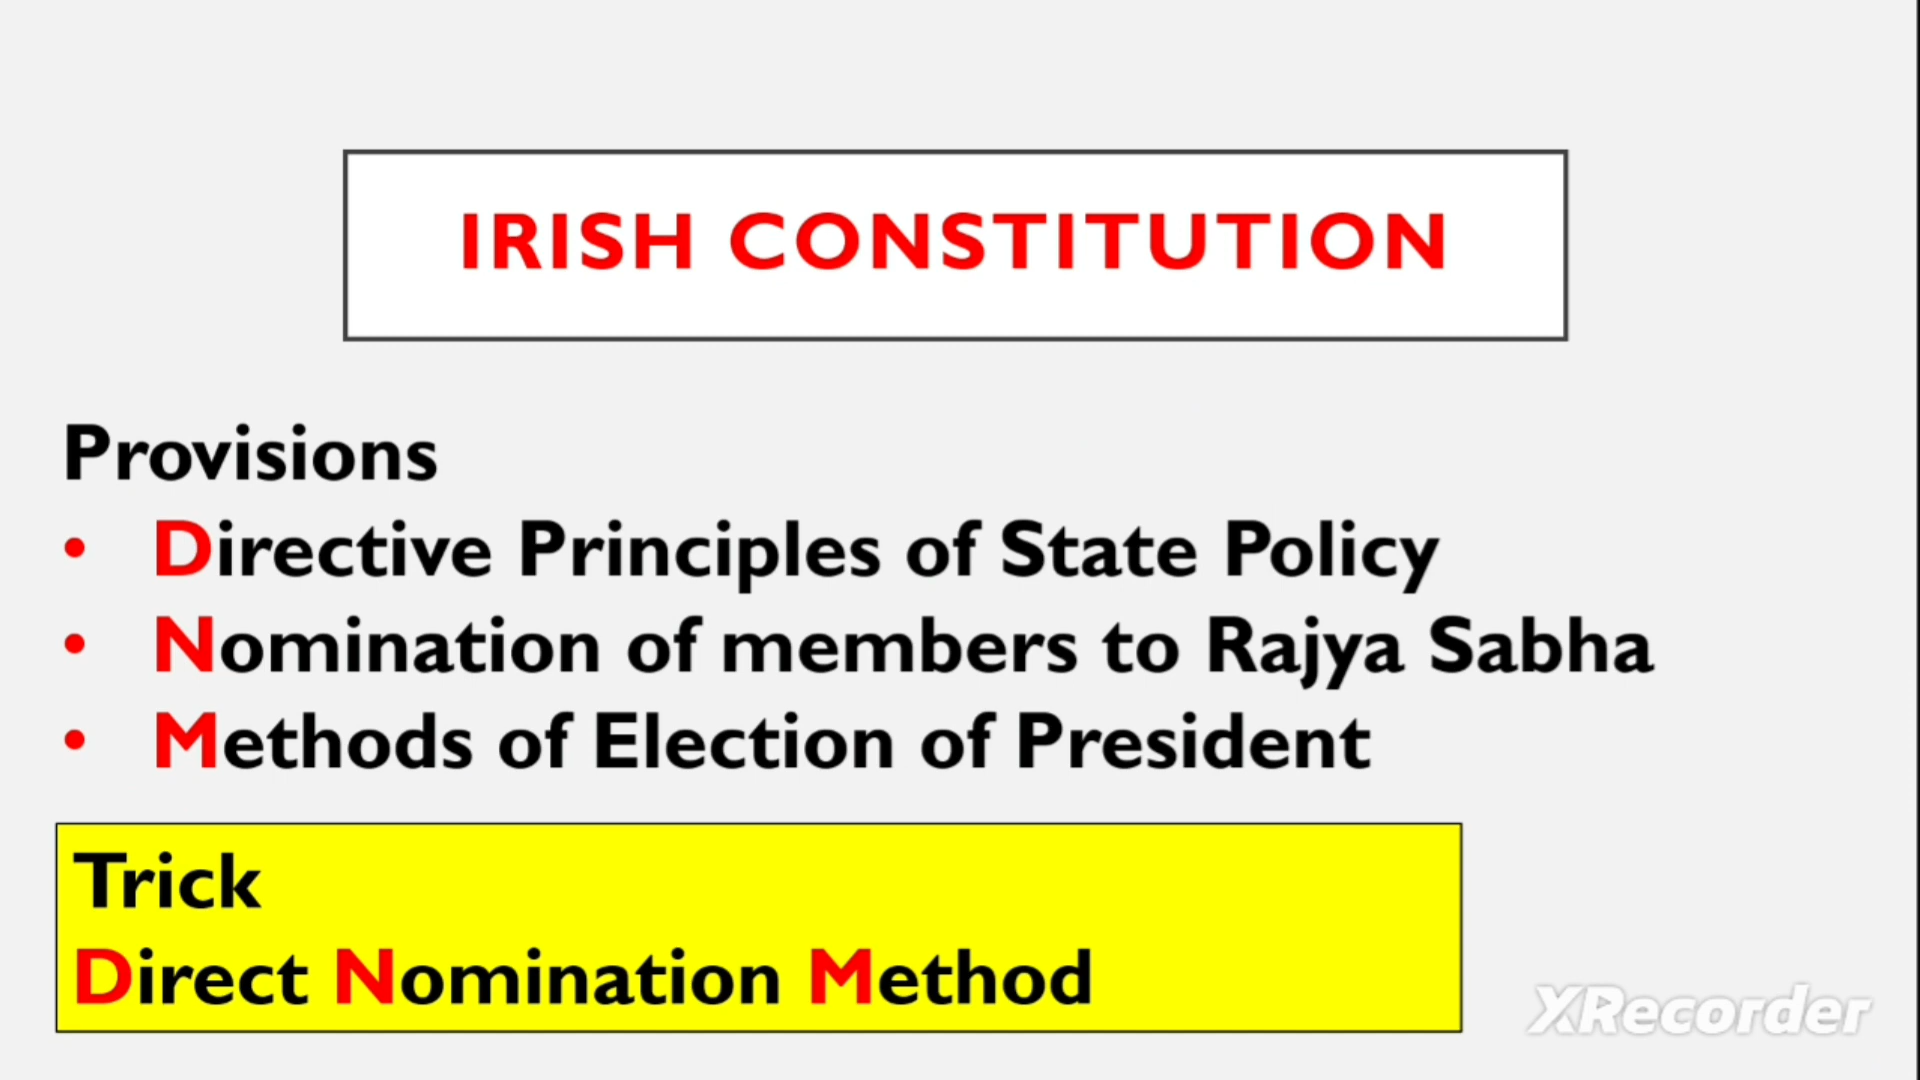 IRISH CONSTITUTION
Provisions
• Directive Principles of State Policy
• Nomination of members to Rajya Sabha
• Methods of Election of President
Trick
Direct Nomination Method
XRecorder